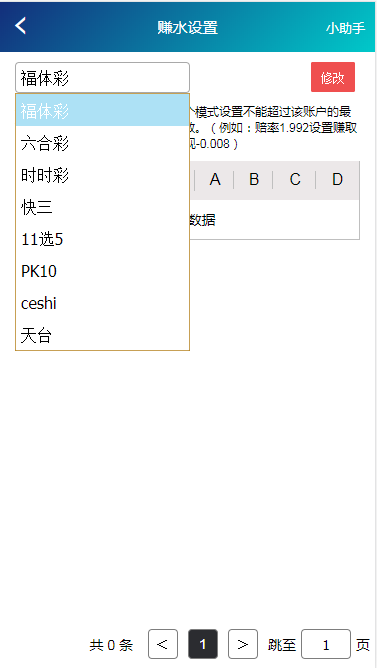 赚水设置
小助手
福体彩
修改
福体彩
个模式设置不能超过该账户的最
六合彩
数。（例如：赔率1.992设置赚取
现-0.008）
时时彩
A B C D
快三
数据
11选5
PK10
ceshi
天台
共 0 条 < 1 > 跳至 1 页